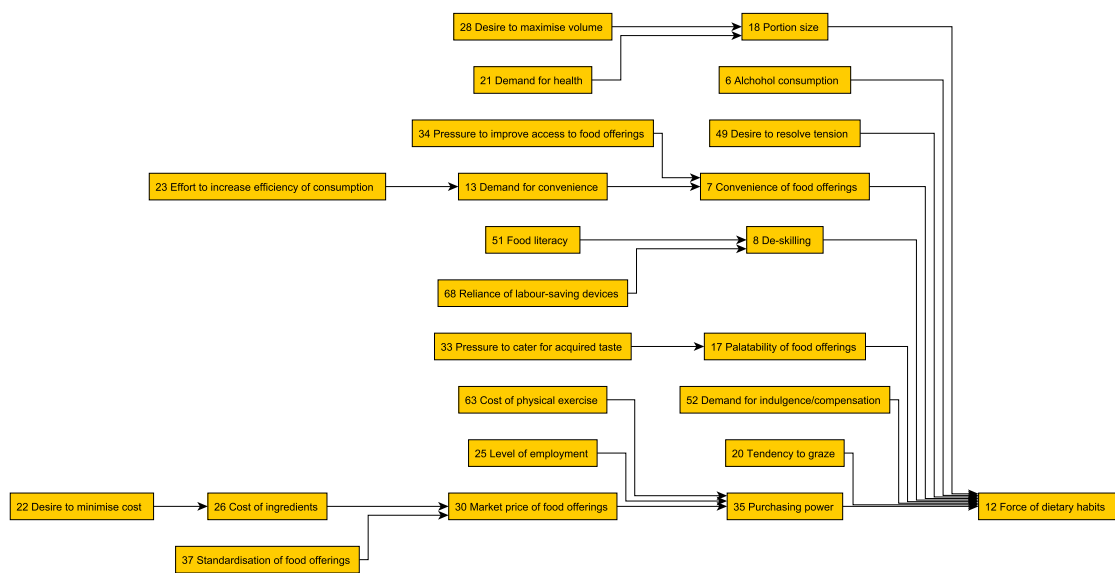 28 Desire to maximise volume
18 Portion size
21 Demand for health
6 Alchohol consumption
34 Pressure to improve access to food offerings
49 Desire to resolve tension
23 Effort to increase efficiency of consumption
13 Demand for convenience
7 Convenience of food offerings
51 Food literacy
8 De-skilling
68 Reliance of labour-saving devices
33 Pressure to cater for acquired taste
17 Palatability of food offerings
63 Cost of physical exercise
52 Demand for indulgence/compensation
25 Level of employment
20 Tendency to graze
22 Desire to minimise cost
26 Cost of ingredients
30 Market price of food offerings
35 Purchasing power
12 Force of dietary habits
37 Standardisation of food offerings